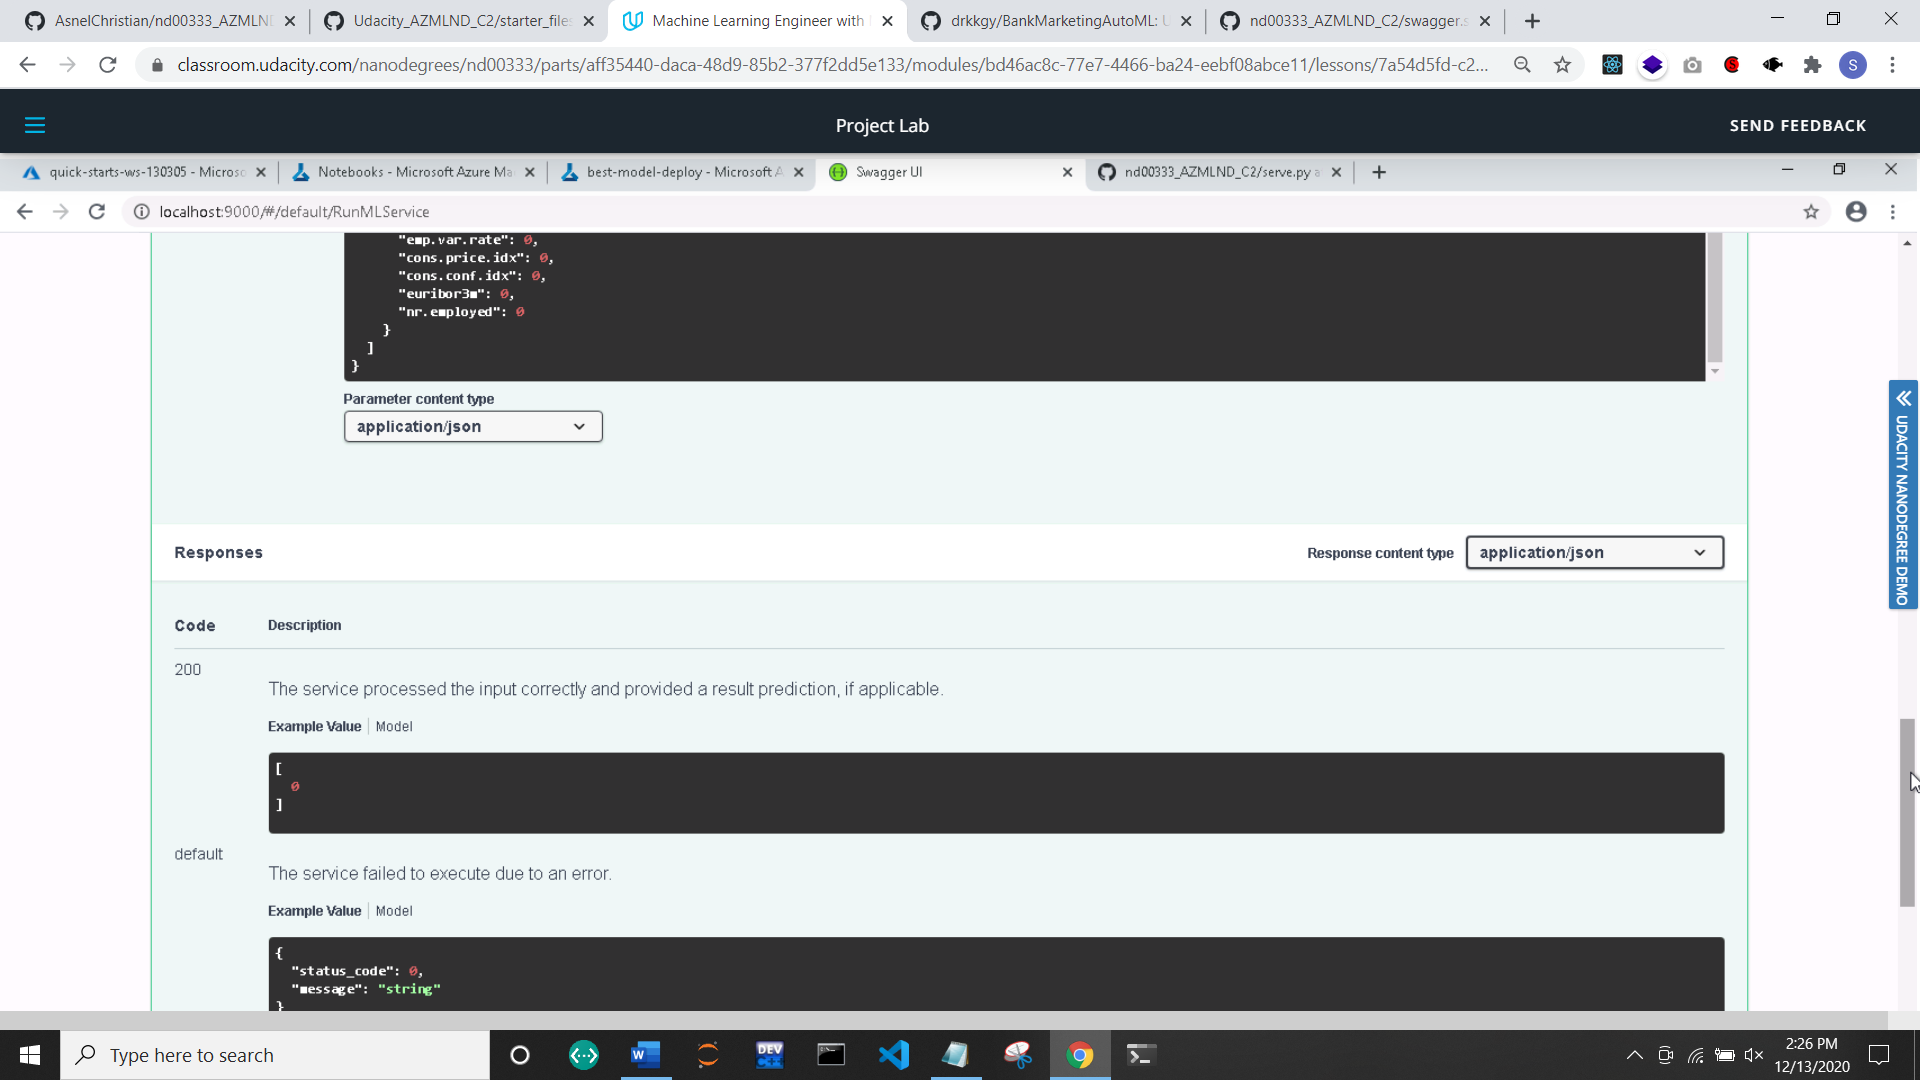 AsnelChristian/nd00333_AZMLND
Udacity_AZMLND_C2/starter_files
Machine Learning Engineer with
drkkgy/BankMarketingAutoML: U
nd00333_AZMLND_C2/swagger.s
classroom.udacity.com/nanodegrees/nd00333/parts/aff35440-daca-48d9-85b2-377f2dd5e133/modules/bd46ac8c-77e7-4466-ba24-eebf08abce11/lessons/7a54d5fd-c2...
S
Project Lab
SEND FEEDBACK
quick-starts-ws-130305 - Microso
Notebooks - Microsoft Azure Ma
best-model-deploy - Microsoft A
Swagger UI
nd00333_AZMLND_C2/serve.py a
localhost:9000/#/default/RunMLService
"emp.var.rate": 0,
"cons.price.idx": 0,
"cons.conf.idx": 0,
"euribor3m": 0,
"nr.employed": 0
}
]
}
Parameter content type
application/json
UDACITY NANODEGREE DEMO
Responses
Response content type
application/json
Code
Description
200
The service processed the input correctly and provided a result prediction, if applicable.
Example Value
Model
[
0
]
default
The service failed to execute due to an error.
Example Value
Model
{
"status_code": 0,
"message": "string"
}
Type here to search
DEV
2:26 PM
12/13/2020